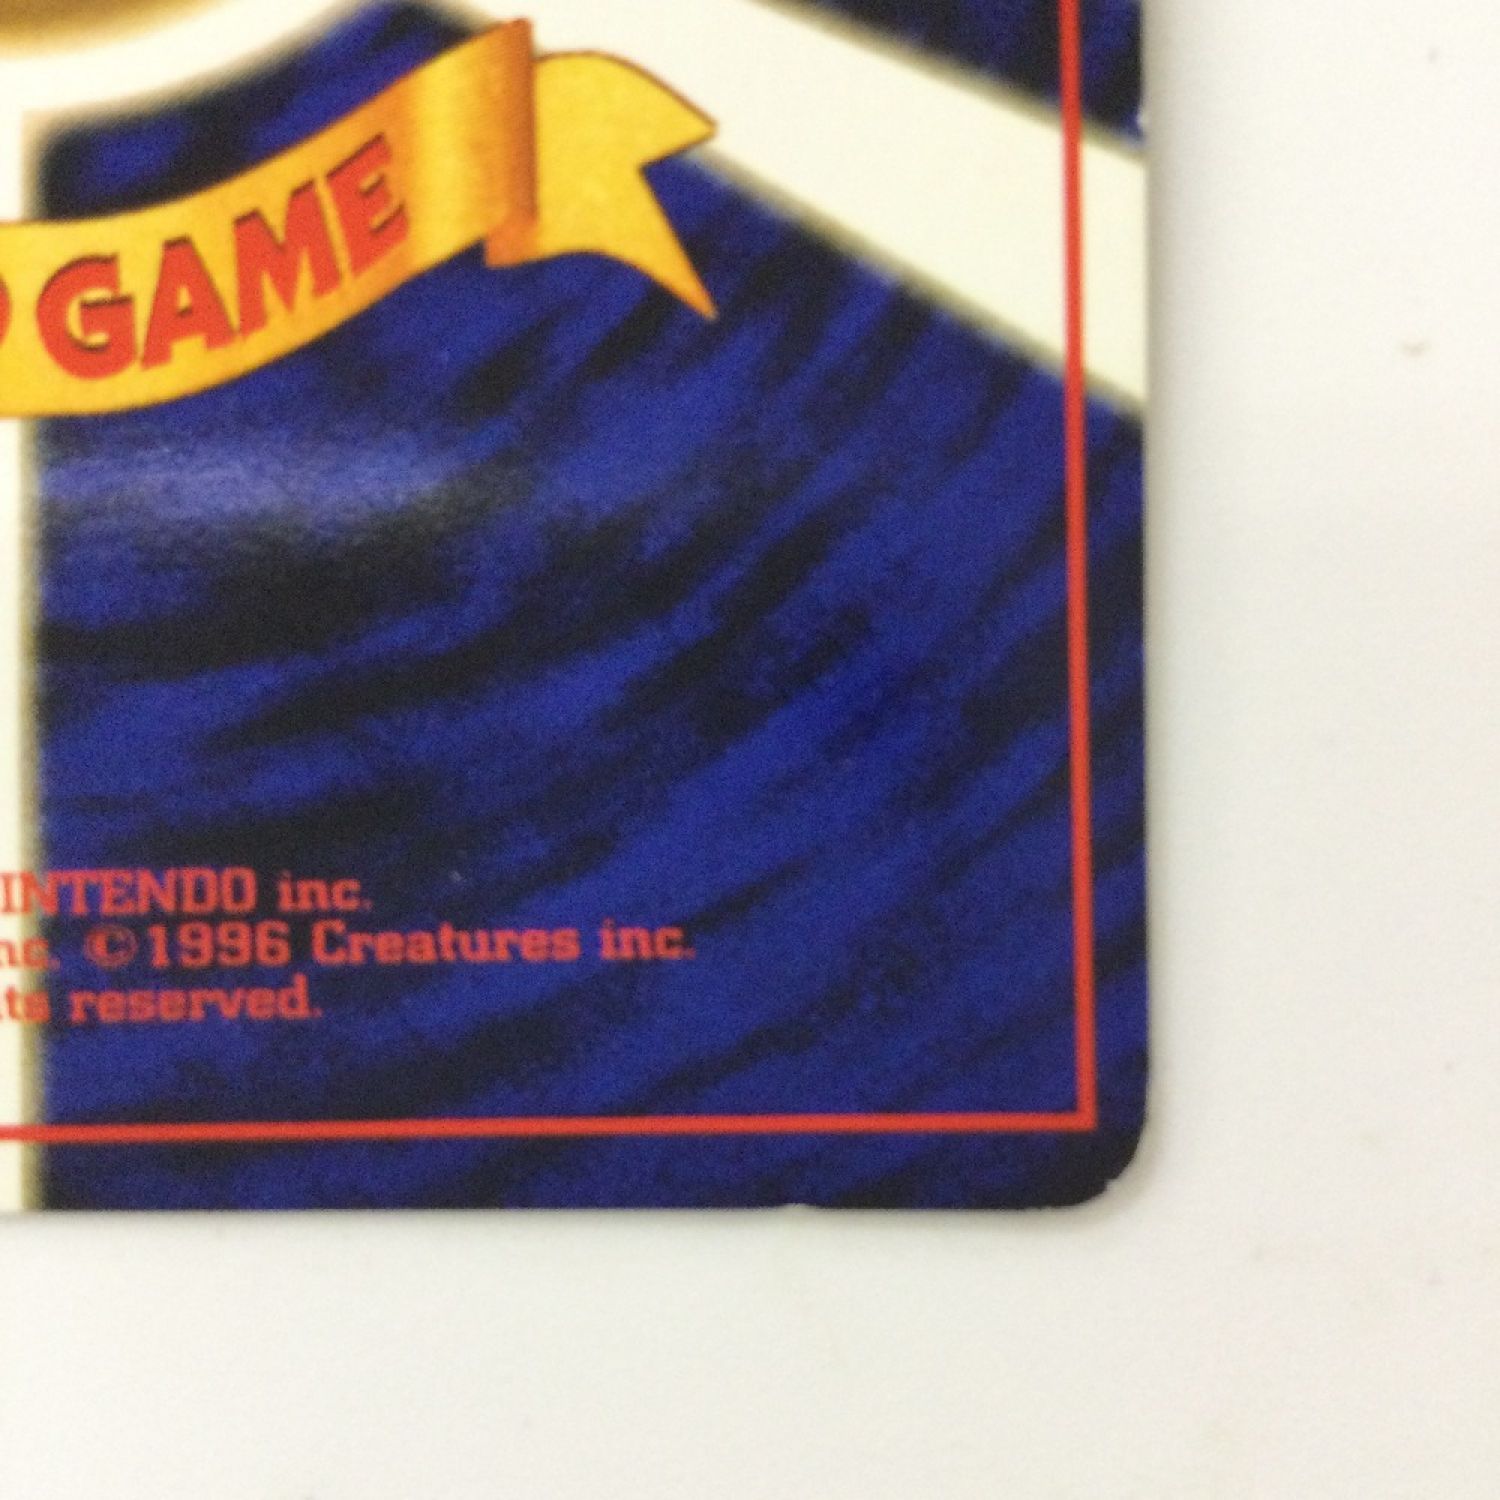 GAME
NINTENDO inc.
nc. ©1996 Creatures inc.
ts reserved.